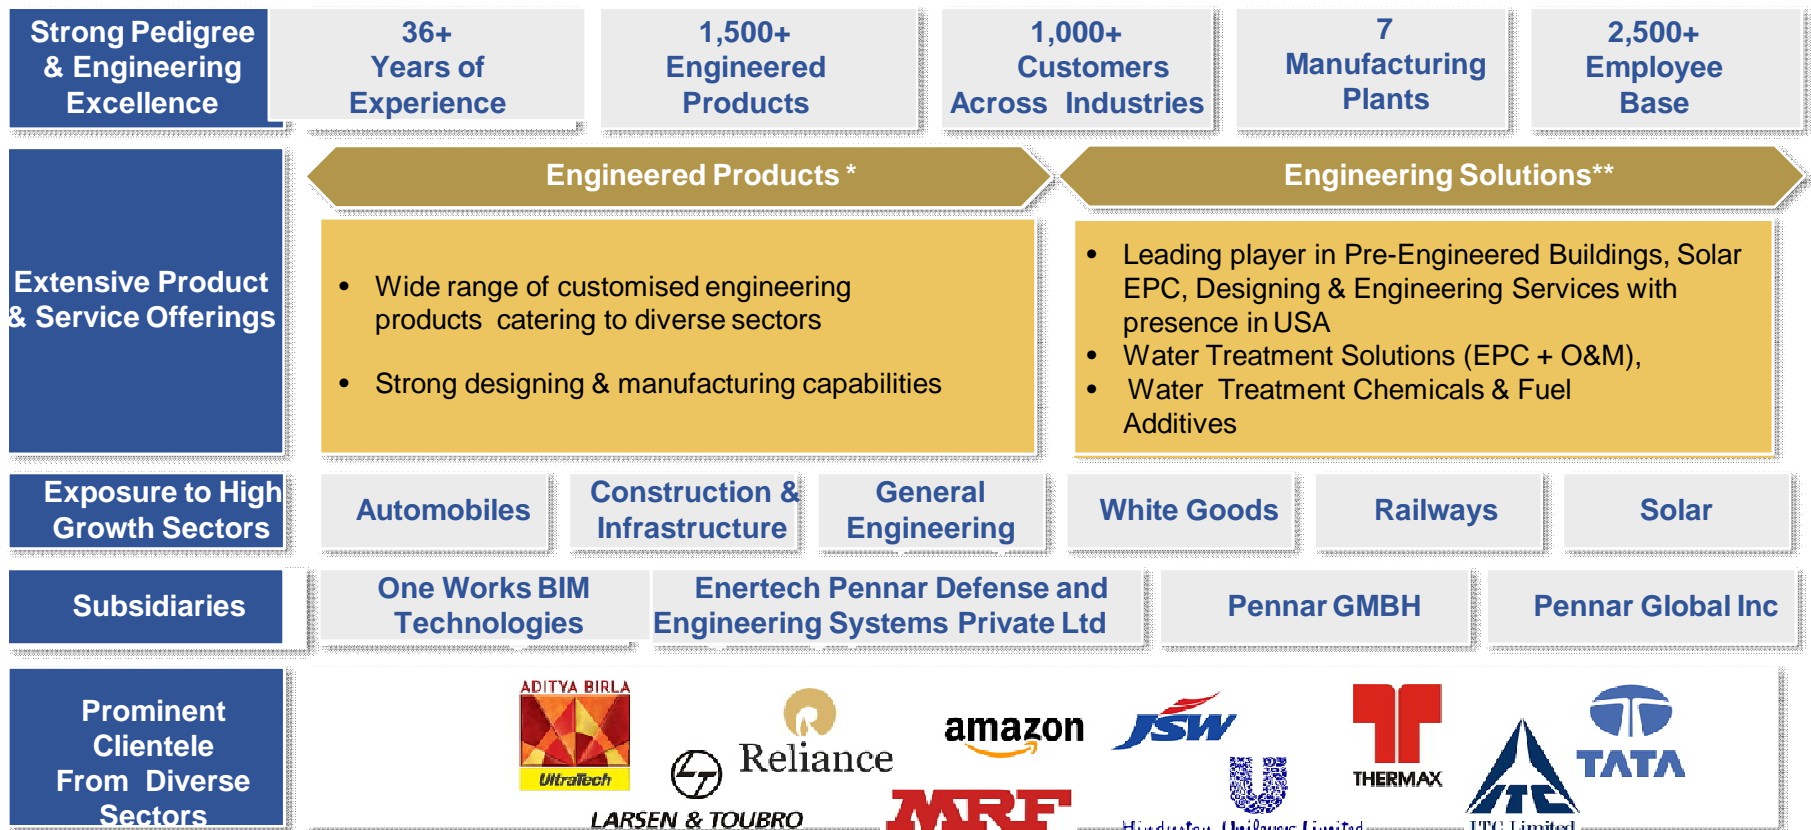 Strong Pedigree
& Engineering
Excellence
36+
Years of
Experience
1,500+
Engineered
Products
1,000+
Customers
Across Industries
7
Manufacturing
Plants
2,500+
Employee
Base
Extensive Product
& Service Offerings
Engineered Products *
• Wide range of customised engineering
products catering to diverse sectors
• Strong designing & manufacturing capabilities
Engineering Solutions**
• Leading player in Pre-Engineered Buildings, Solar
EPC, Designing & Engineering Services with
presence in USA
• Water Treatment Solutions (EPC + O&M),
• Water Treatment Chemicals & Fuel
Additives
Exposure to High
Growth Sectors
Automobiles
Construction &
Infrastructure
General
Engineering
White Goods
Railways
Solar
Subsidiaries
One Works BIM
Technologies
Enertech Pennar Defense and
Engineering Systems Private Ltd
Pennar GMBH
Pennar Global Inc
Prominent
Clientele
From Diverse
Sectors
ADITYA BIRLA
UltraTech
LT
LARSEN & TOUBRO
Reliance
amazon
MRF
JSW
Hindustan Unilever Limited
THERMAX
ITC Limited
TATA